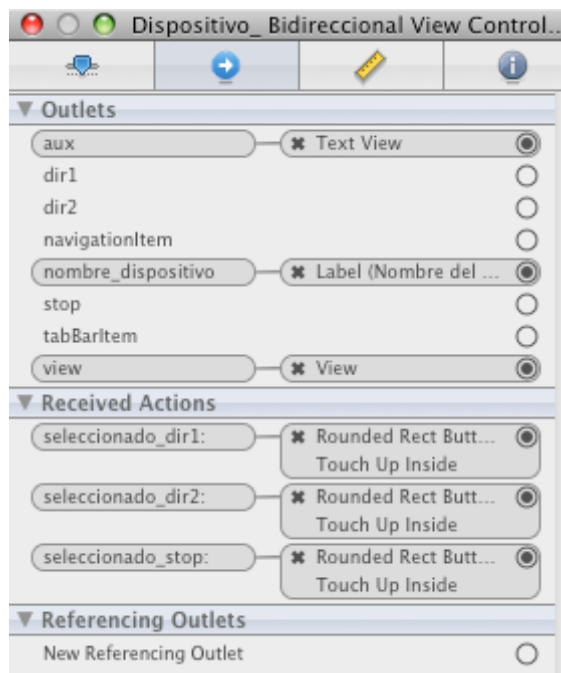 Dispositivo_ Bidireccional View Control...
Outlets
aux Text View
dir1
dir2
navigationItem
nombre_dispositivo Label (Nombre del ...
stop
tabBarItem
view View
Received Actions
seleccionado_dir1: Rounded Rect Butt...
Touch Up Inside
seleccionado_dir2: Rounded Rect Butt...
Touch Up Inside
seleccionado_stop: Rounded Rect Butt...
Touch Up Inside
Referencing Outlets
New Referencing Outlet